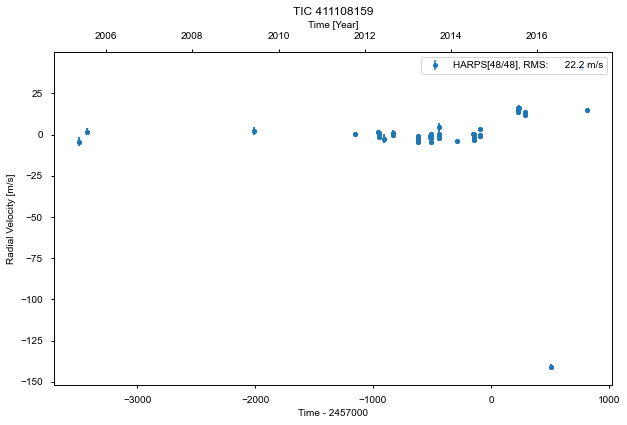 TIC 411108159
Time [Year]
2006 2008 2010 2012 2014 2016
HARPS[48/48], RMS: 22.2 m/s
Radial Velocity [m/s]
25
0
−25
−50
−75
−100
−125
−150
−3000 −2000 −1000 0 1000
Time - 2457000